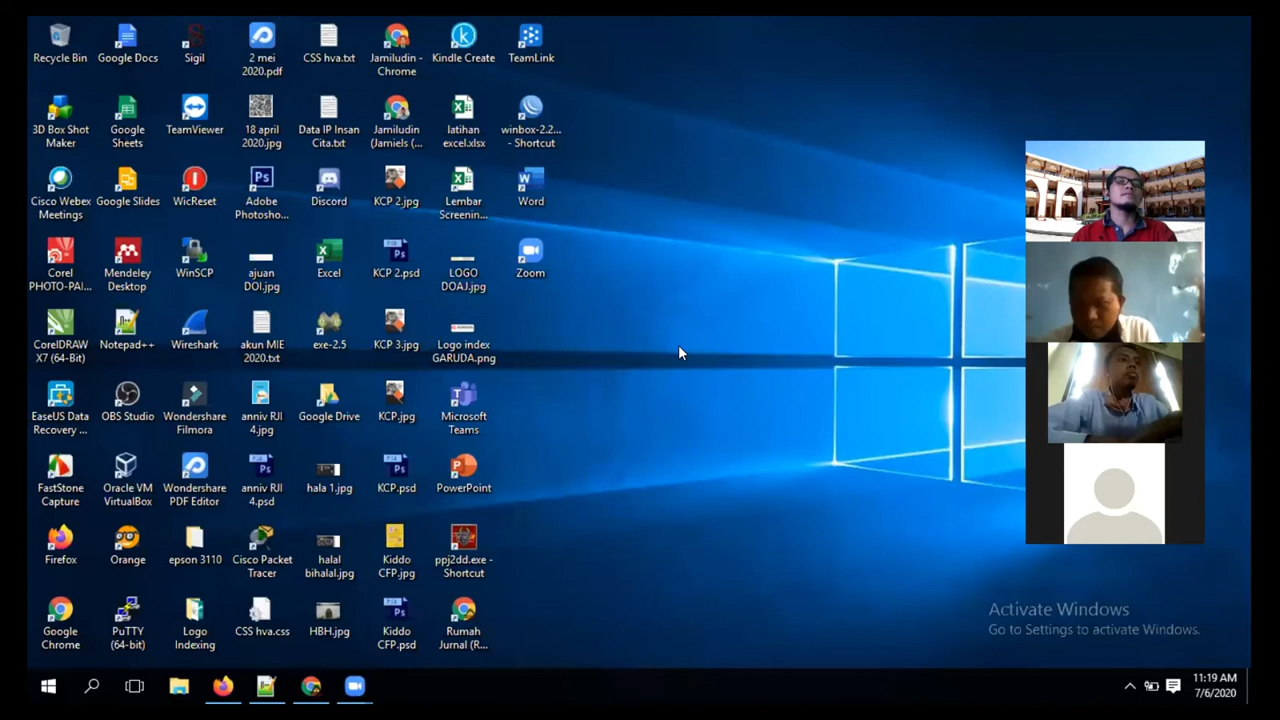 Recycle Bin
Google Docs
Sigil
2 mei
2020.pdf
CSS hva.txt
Jamiludin -
Chrome
Kindle Create
TeamLink
3D Box Shot
Maker
Google
Sheets
TeamViewer
18 april
2020.jpg
Data IP Insan
Cita.txt
Jamiludin
(Jamiels (...
latihan
excel.xlsx
winbox-2.2...
- Shortcut
Cisco Webex
Meetings
Google Slides
WicReset
Adobe
Photosho...
Discord
KCP 2.jpg
Lembar
Screenin...
Word
Corel
PHOTO-PAI...
Mendeley
Desktop
WinSCP
ajuan
DOI.jpg
Excel
KCP 2.psd
LOGO
DOAJ.jpg
Zoom
CorelDRAW
X7 (64-Bit)
Notepad++
Wireshark
akun MIE
2020.txt
exe-2.5
KCP 3.jpg
Logo index
GARUDA.png
EaseUS Data
Recovery ...
OBS Studio
Wondershare
Filmora
anniv RJI
4.jpg
Google Drive
KCP.jpg
Microsoft
Teams
FastStone
Capture
Oracle VM
VirtualBox
Wondershare
PDF Editor
anniv RJI
4.psd
hala 1.jpg
KCP.psd
PowerPoint
Firefox
Orange
epson 3110
Cisco Packet
Tracer
halal
bihalal.jpg
Kiddo
CFP.jpg
ppj2dd.exe -
Shortcut
Google
Chrome
PuTTY
(64-bit)
Logo
Indexing
CSS hva.css
HBH.jpg
Kiddo
CFP.psd
Rumah
Jurnal (R...
Activate Windows
Go to Settings to activate Windows.
11:19 AM
7/6/2020